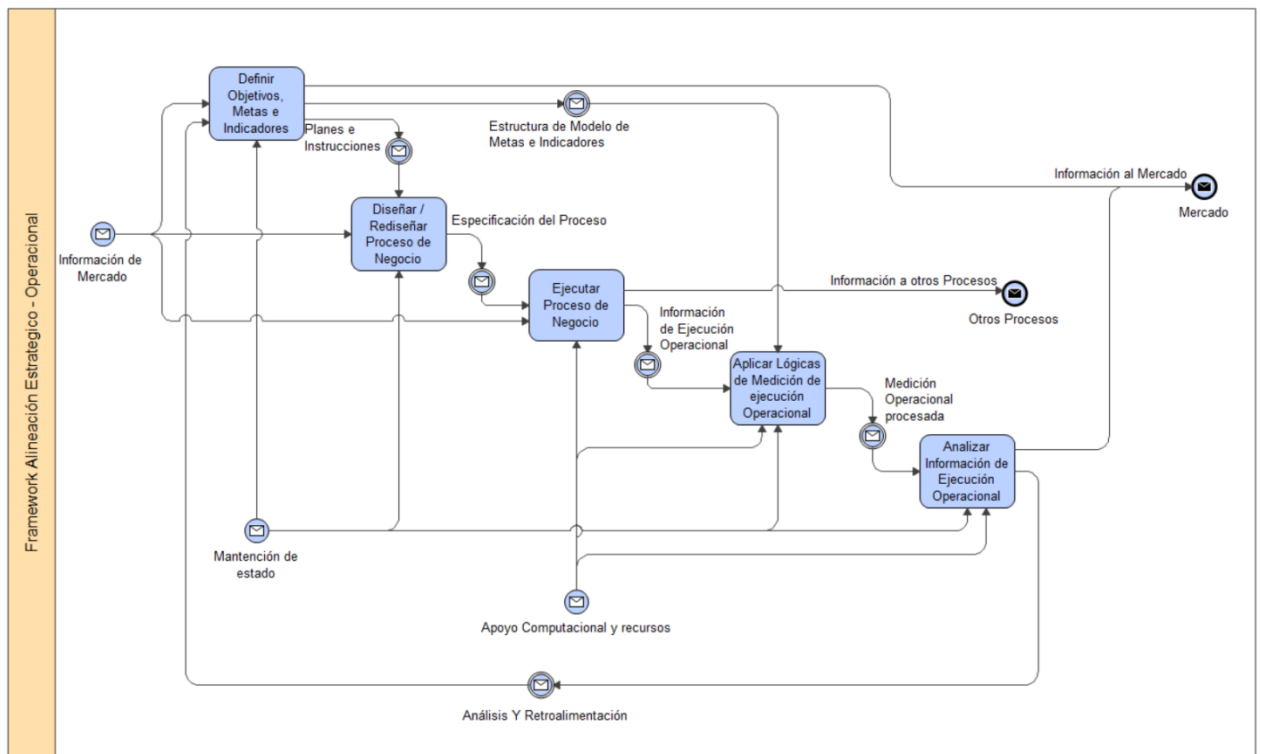 Framework Alineación Estrategico - Operacional
Definir
Objetivos,
Metas e
Indicadores
Planes e
Instrucciones
Estructura de Modelo de
Metas e Indicadores
Información al Mercado
Mercado
Diseñar /
Rediseñar
Proceso de
Negocio
Especificación del Proceso
Información de
Mercado
Ejecutar
Proceso de
Negocio
Información a otros Procesos
Otros Procesos
Información
de Ejecución
Operacional
Aplicar Lógicas
de Medición de
ejecución
Operacional
Medición
Operacional
procesada
Analizar
Información de
Ejecución
Operacional
Mantención de
estado
Apoyo Computacional y recursos
Análisis Y Retroalimentación